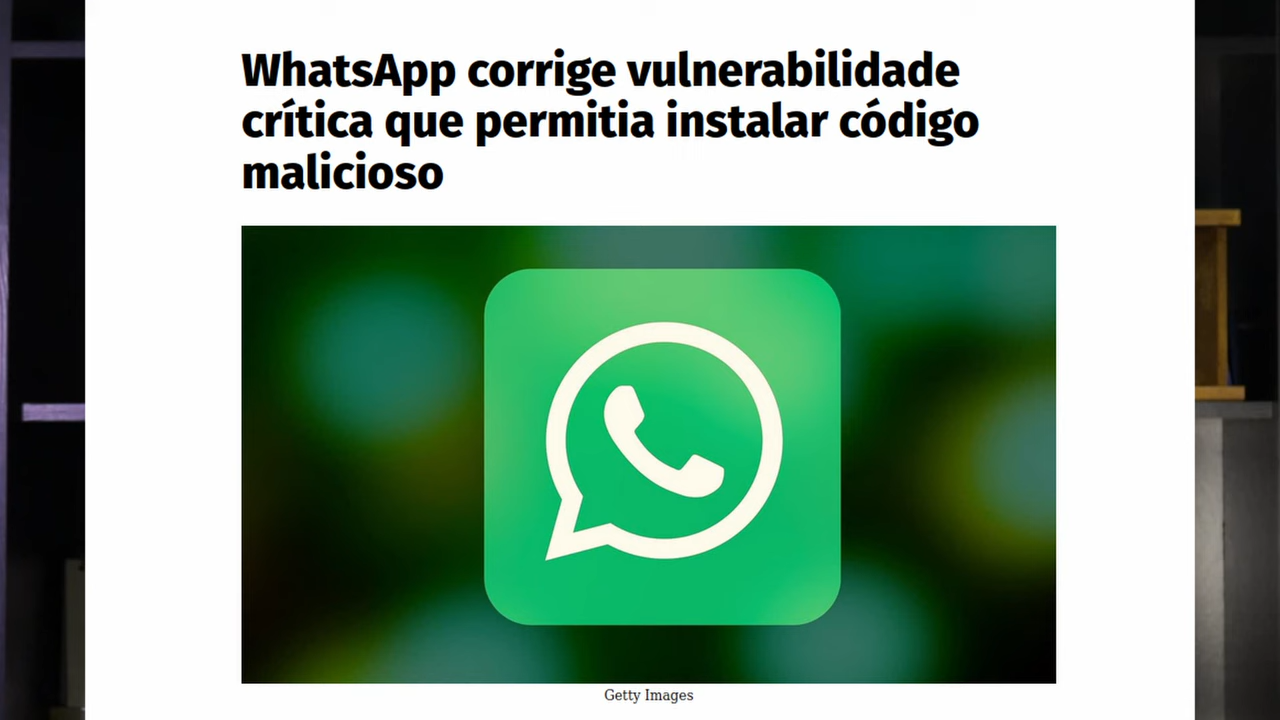 WhatsApp corrige vulnerabilidade
crítica que permitia instalar código
malicioso
Getty Images